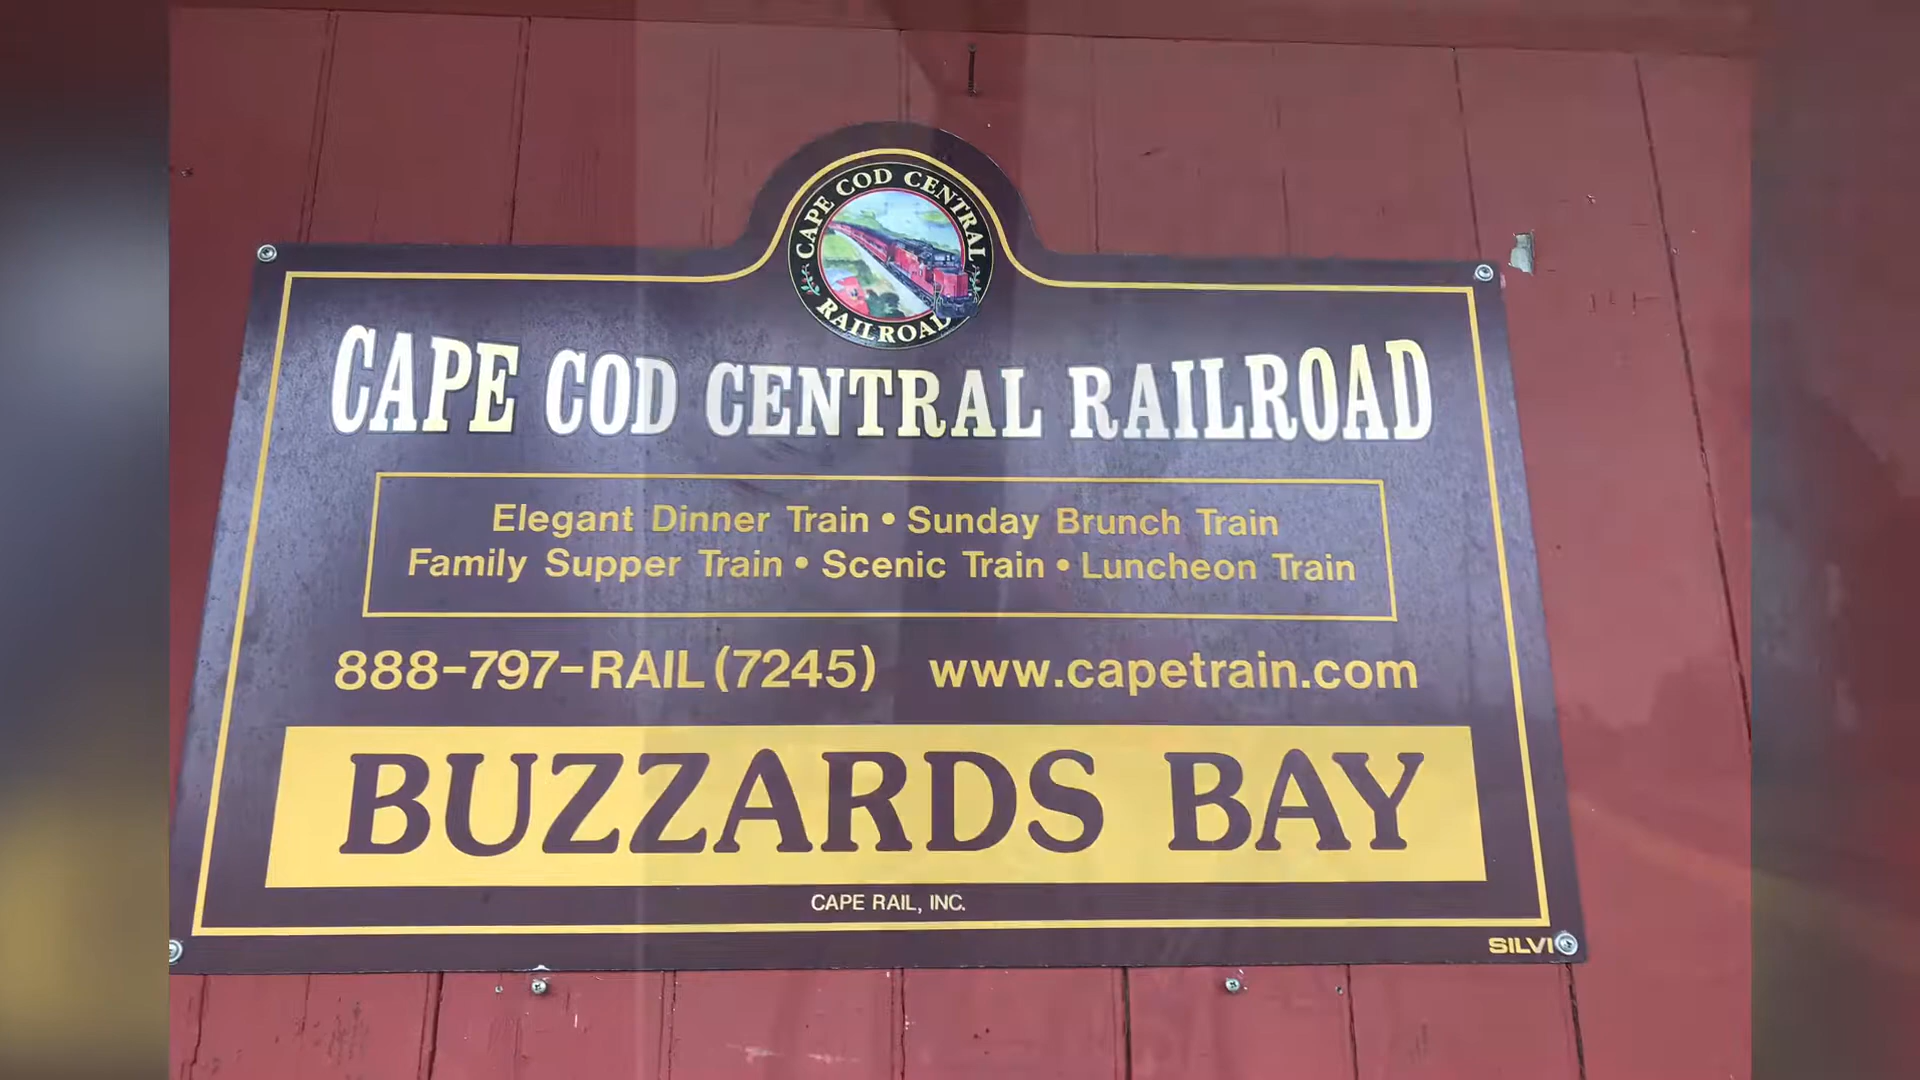 CAPE COD CENTRAL
RAILROAD
CAPE COD CENTRAL RAILROAD
Elegant Dinner Train • Sunday Brunch Train
Family Supper Train • Scenic Train • Luncheon Train
888-797-RAIL (7245) www.capetrain.com
BUZZARDS BAY
CAPE RAIL, INC.